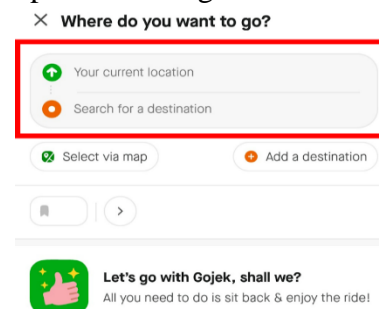 Where do you want to go?
Your current location
Search for a destination
Select via map
Add a destination
Let's go with Gojek, shall we?
All you need to do is sit back & enjoy the ride!